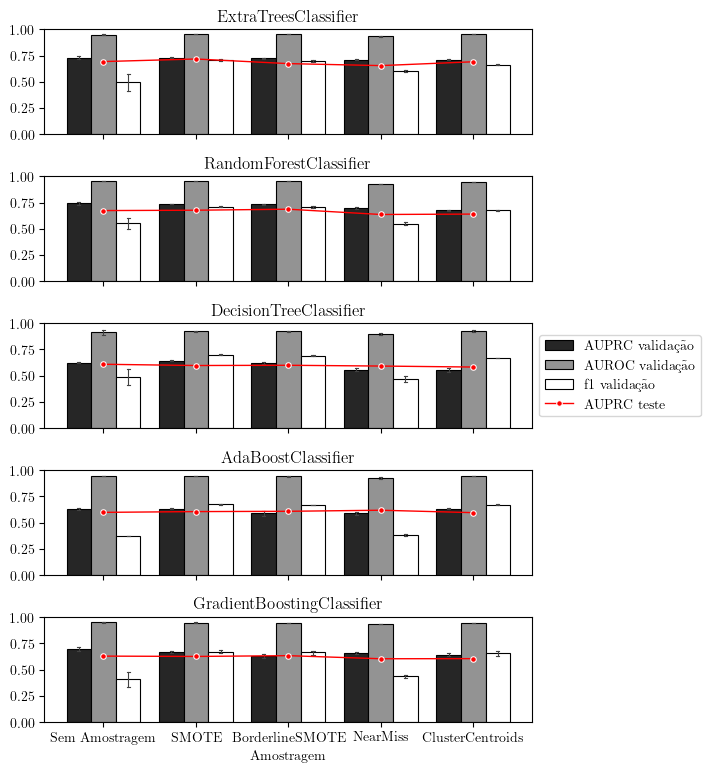 ExtraTreesClassifier
1.00
0.75
0.50
0.25
0.00
RandomForestClassifier
1.00
0.75
0.50
0.25
0.00
DecisionTreeClassifier
1.00
0.75
0.50
0.25
0.00
AUPRC validação
AUROC validação
f1 validação
AUPRC teste
AdaBoostClassifier
1.00
0.75
0.50
0.25
0.00
GradientBoostingClassifier
1.00
0.75
0.50
0.25
0.00
Sem Amostragem SMOTE BorderlineSMOTE NearMiss ClusterCentroids
Amostragem